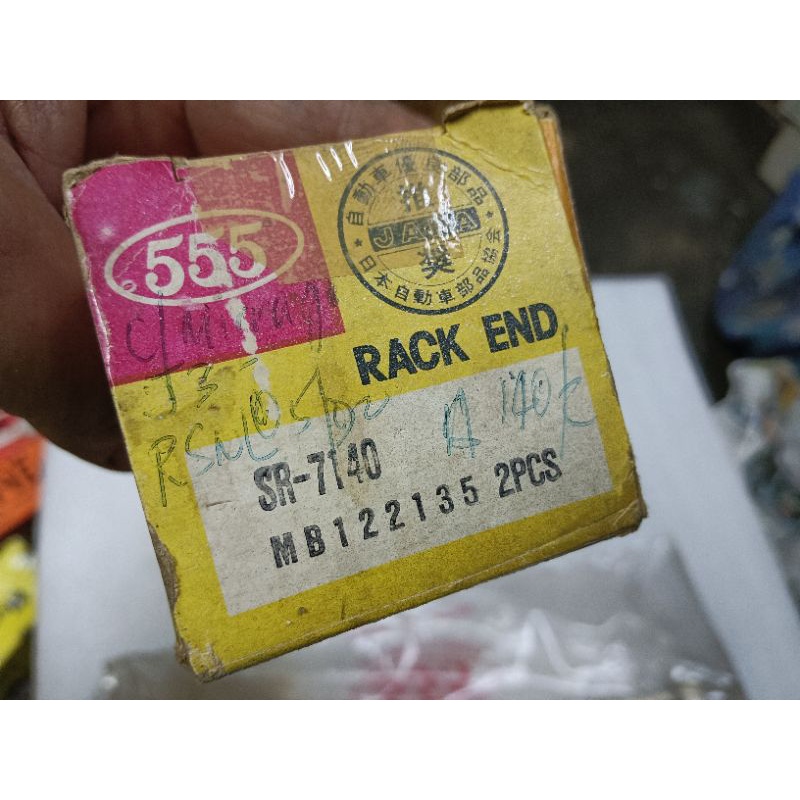 555
自動車優良部品
推奨
JAPA
日本自動車部品協会
RACK END
SR-7140
MB122135 2PCS